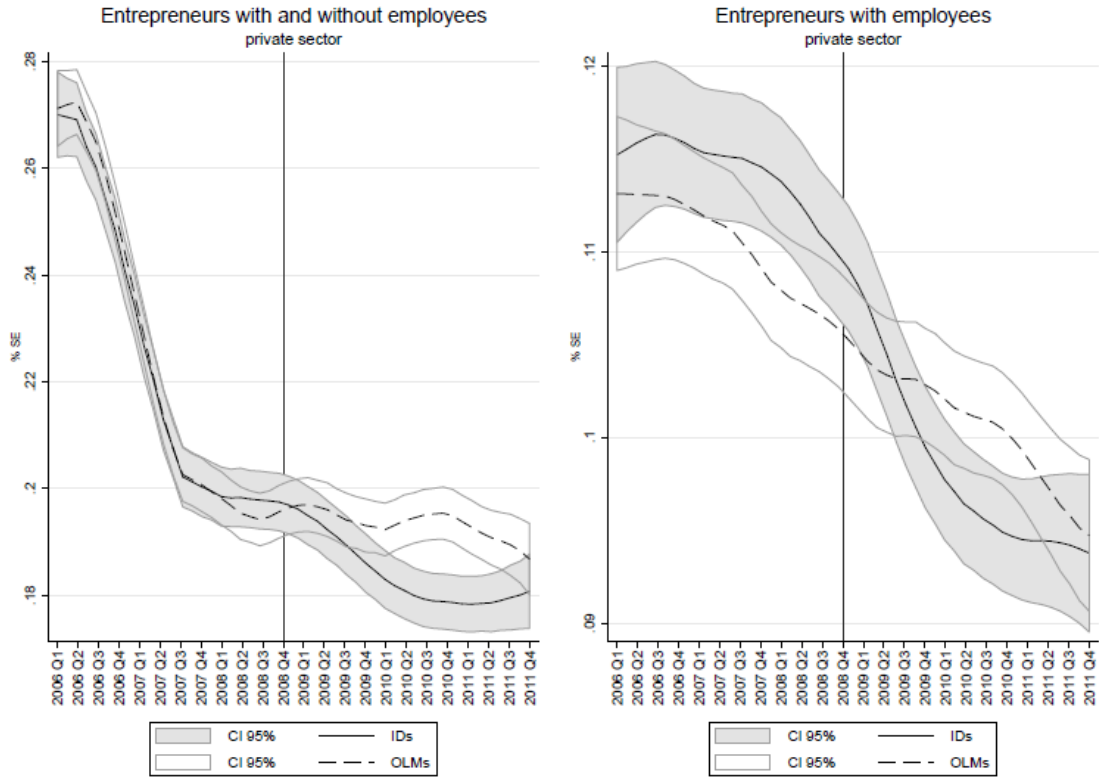 Entrepreneurs with and without employees
private sector
% SE
.28
.26
.24
.22
.2
.18
2006 Q1
2006 Q2
2006 Q3
2006 Q4
2007 Q1
2007 Q2
2007 Q3
2007 Q4
2008 Q1
2008 Q2
2008 Q3
2008 Q4
2009 Q1
2009 Q2
2009 Q3
2009 Q4
2010 Q1
2010 Q2
2010 Q3
2010 Q4
2011 Q1
2011 Q2
2011 Q3
2011 Q4
CI 95% IDs
CI 95% OLMs
Entrepreneurs with employees
private sector
% SE
.12
.11
.1
.09
2006 Q1
2006 Q2
2006 Q3
2006 Q4
2007 Q1
2007 Q2
2007 Q3
2007 Q4
2008 Q1
2008 Q2
2008 Q3
2008 Q4
2009 Q1
2009 Q2
2009 Q3
2009 Q4
2010 Q1
2010 Q2
2010 Q3
2010 Q4
2011 Q1
2011 Q2
2011 Q3
2011 Q4
CI 95% IDs
CI 95% OLMs